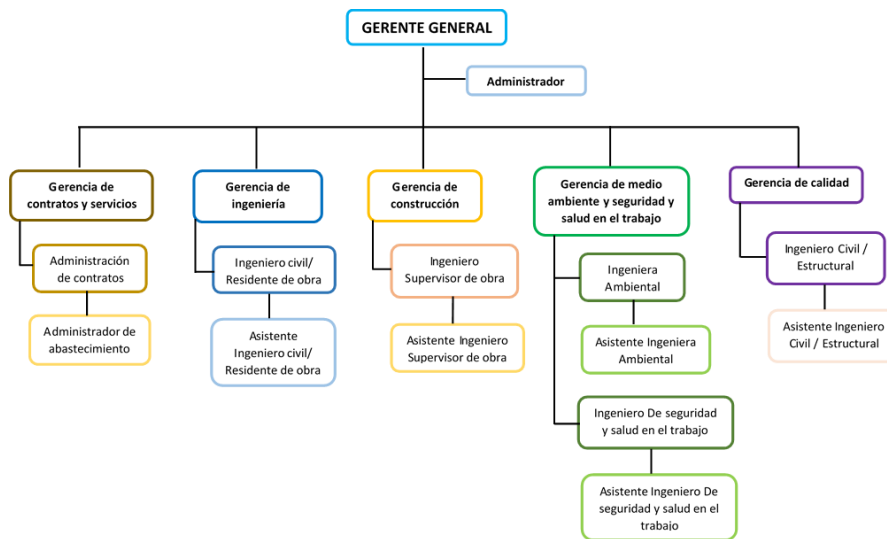 GERENTE GENERAL
Administrador
Gerencia de
contratos y servicios
Gerencia de
ingeniería
Gerencia de
construcción
Gerencia de medio
ambiente y seguridad y
salud en el trabajo
Gerencia de calidad
Administración
de contratos
Ingeniero civil/
Residente de obra
Ingeniero
Supervisor de obra
Ingeniera
Ambiental
Ingeniero Civil /
Estructural
Administrador de
abastecimiento
Asistente
Ingeniero civil/
Residente de obra
Asistente Ingeniero
Supervisor de obra
Asistente Ingeniera
Ambiental
Asistente Ingeniero
Civil / Estructural
Ingeniero De seguridad
y salud en el trabajo
Asistente Ingeniero De
seguridad y salud en el
trabajo